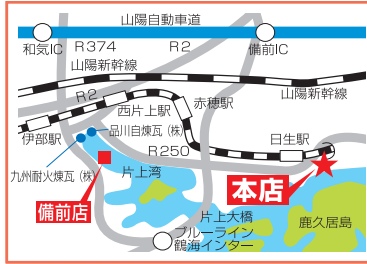 山陽自動車道
和気IC
R374
R2
備前IC
山陽新幹線
山陽新幹線
R2
西片上駅
赤穂駅
伊部駅
品川自煉瓦(株)
日生駅
R250
九州耐火煉瓦(株)
片上湾
本店
備前店
片上大橋
鹿久居島
ブルーライン
鶴海インター